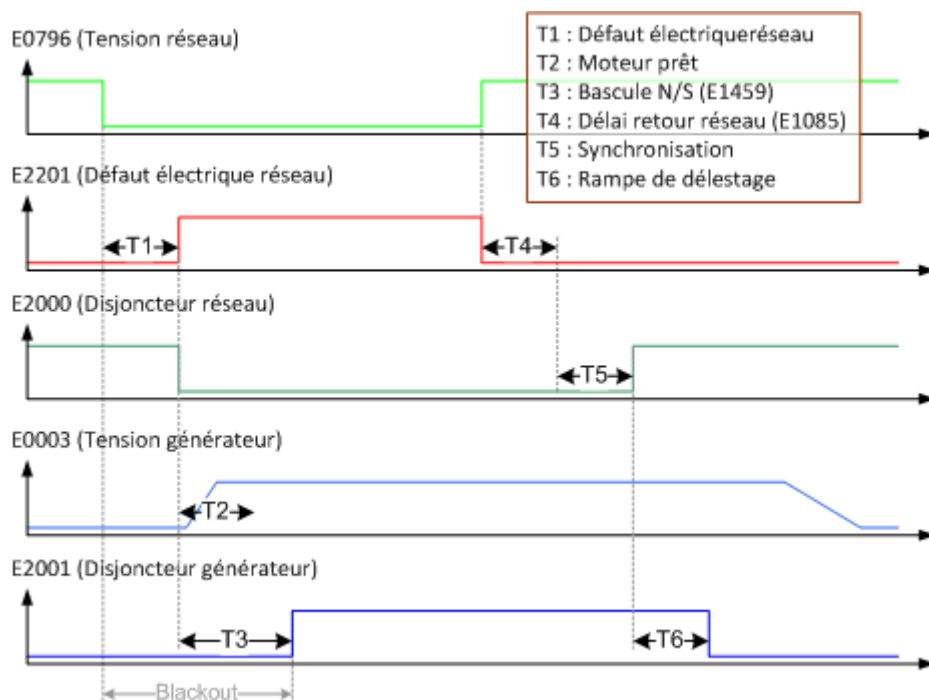 E0796 (Tension réseau)
T1 : Défaut électriqueréseau
T2 : Moteur prêt
T3 : Bascule N/S (E1459)
T4 : Délai retour réseau (E1085)
T5 : Synchronisation
T6 : Rampe de délestage
E2201 (Défaut électrique réseau)
T1
T4
E2000 (Disjoncteur réseau)
T5
E0003 (Tension générateur)
T2
E2001 (Disjoncteur générateur)
T3
T6
Blackout